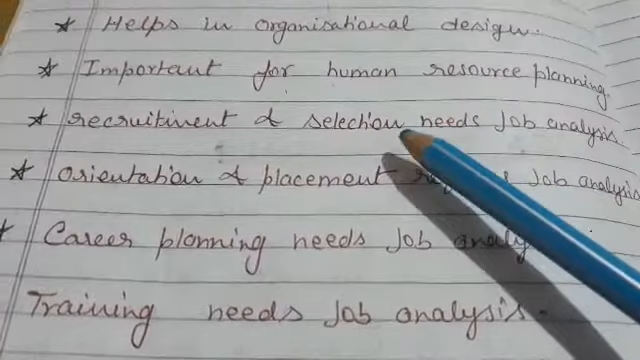 ★ Helps in organisational design.
★ Important for human resource planning.
★ recruitment & selection needs Job analysis.
★ orientation & placement Job analysis
★ Career planning needs Job analy
Training needs Job analysis.